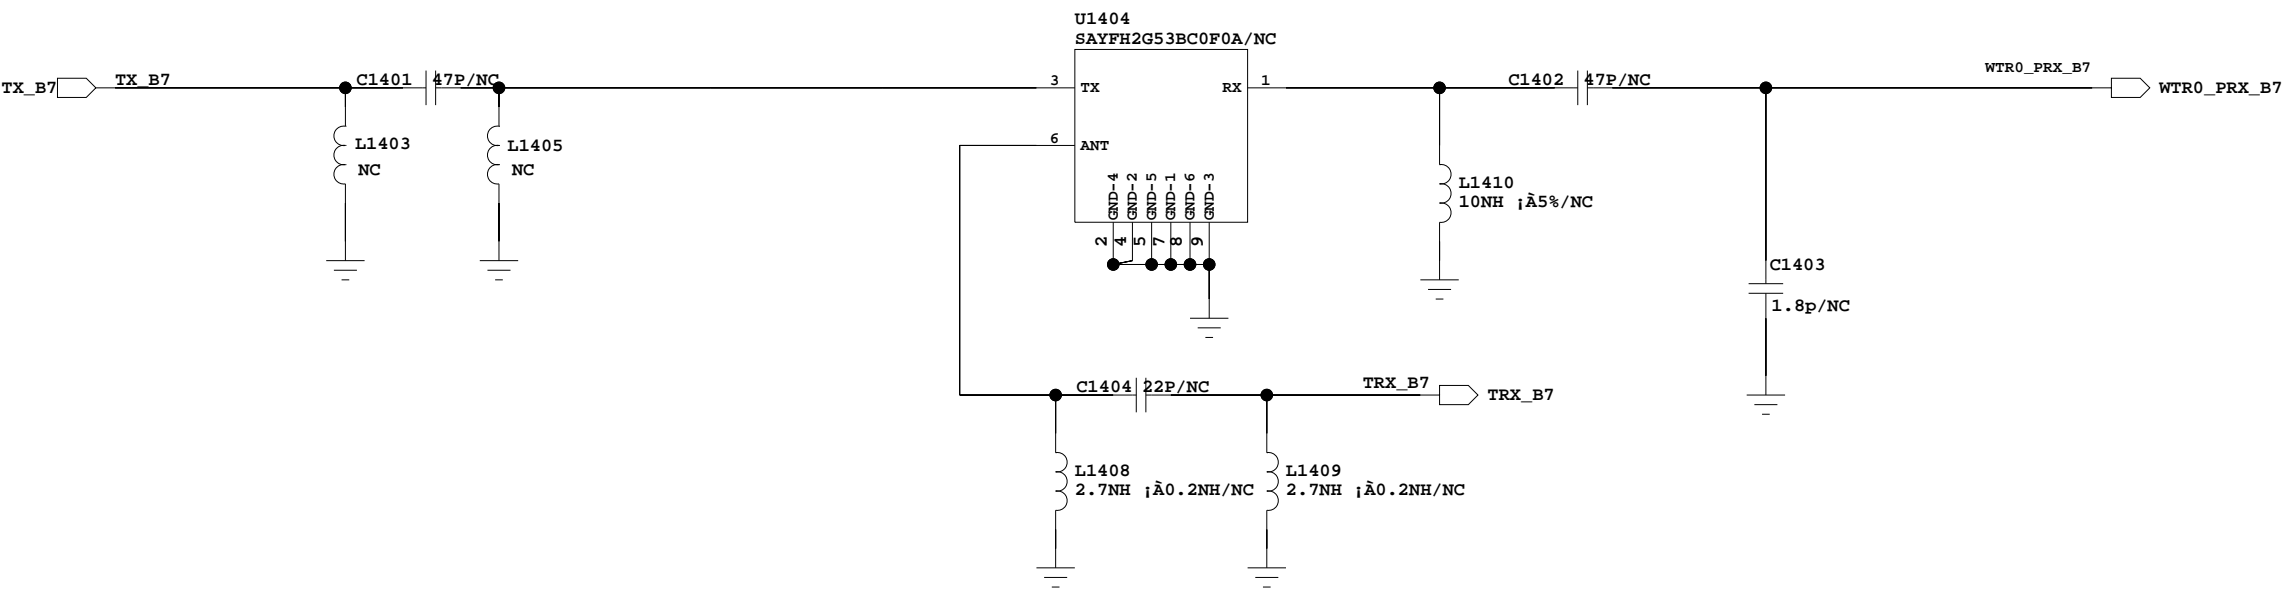 U1404
SAYFH2G53BC0F0A/NC
TX_B7
TX_B7
C1401
47P/NC
3
TX
RX
1
C1402
47P/NC
WTR0_PRX_B7
WTR0_PRX_B7
L1403
NC
L1405
NC
6
ANT
GND-4
GND-2
GND-5
GND-1
GND-6
GND-3
2
4
5
7
8
9
L1410
10NH ¡À5%/NC
C1403
1.8p/NC
C1404
22P/NC
TRX_B7
TRX_B7
L1408
2.7NH ¡À0.2NH/NC
L1409
2.7NH ¡À0.2NH/NC